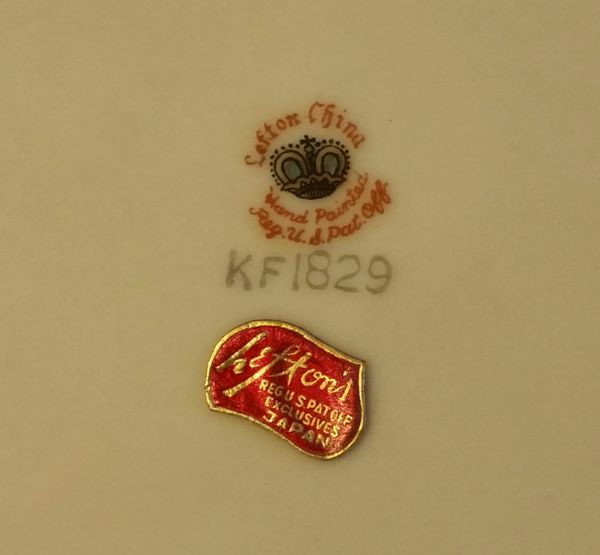 Lefton China
Hand Painted
Reg. U. S. Pat. Off
KF1829
Lefton's
REG U S PAT OFF
EXCLUSIVES
JAPAN